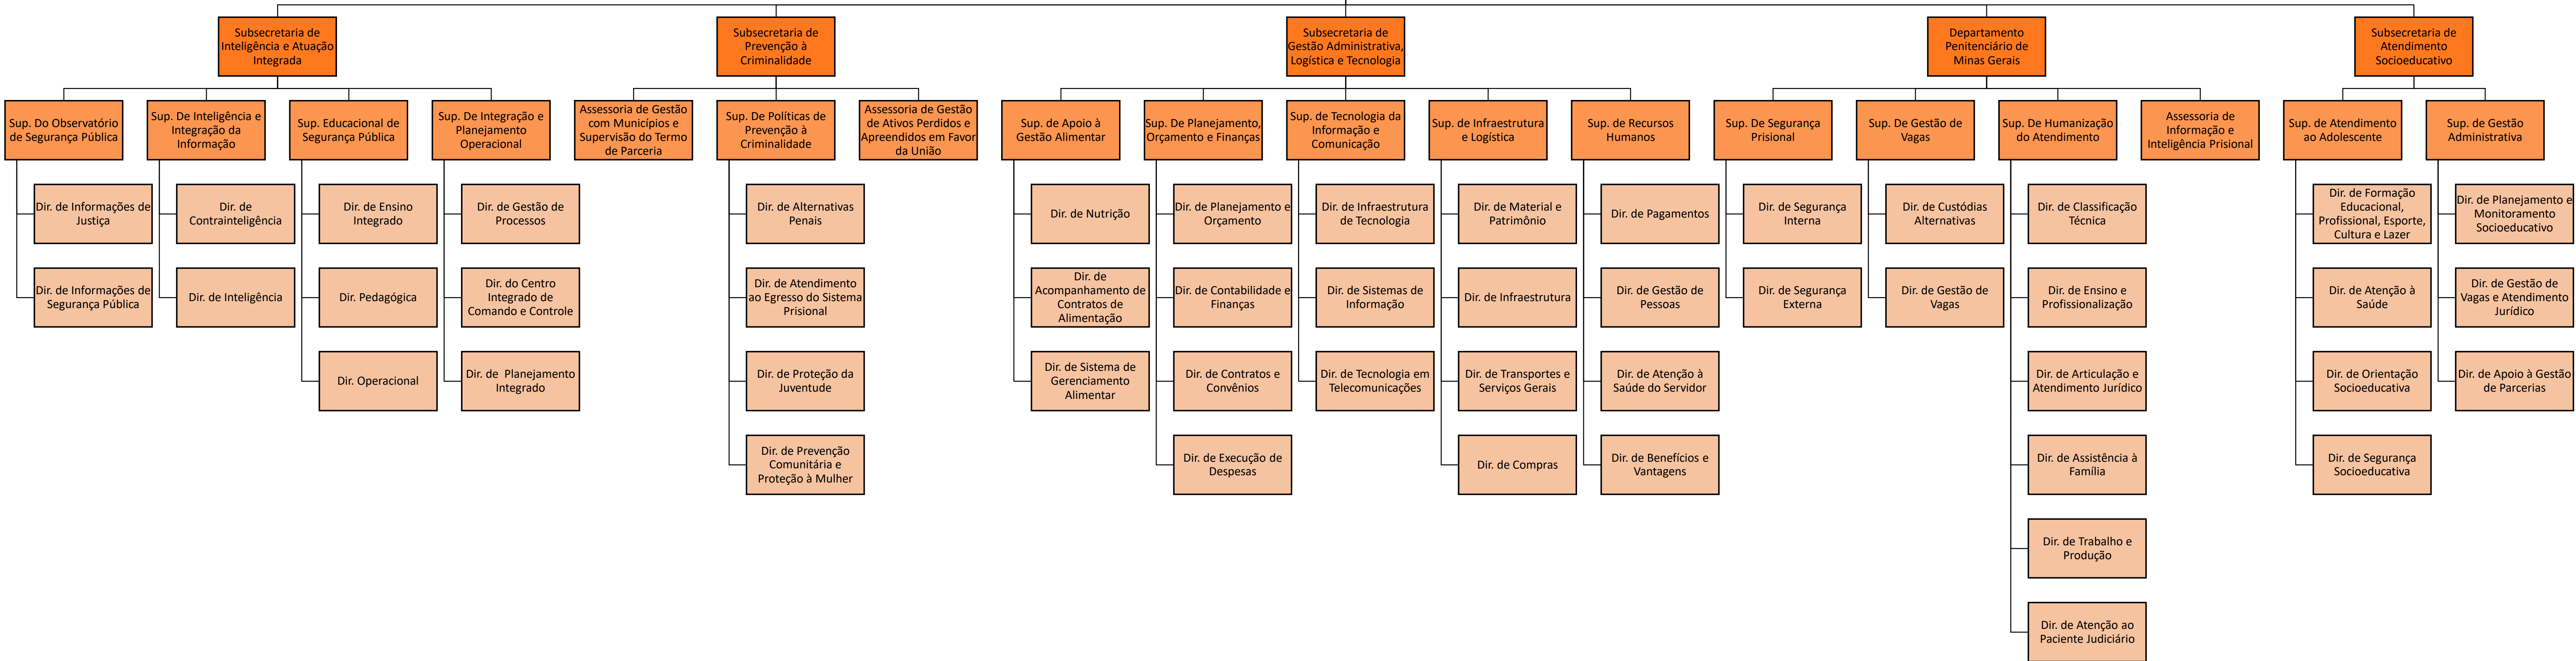 Subsecretaria de
Inteligência e Atuação
Integrada
Subsecretaria de
Prevenção à
Criminalidade
Subsecretaria de
Gestão Administrativa,
Logística e Tecnologia
Departamento
Penitenciário de
Minas Gerais
Subsecretaria de
Atendimento
Socioeducativo
Sup. Do Observatório
de Segurança Pública
Sup. De Inteligência e
Integração da
Informação
Sup. Educacional de
Segurança Pública
Sup. De Integração e
Planejamento
Operacional
Assessoria de Gestão
com Municípios e
Supervisão do Termo
de Parceria
Sup. De Políticas de
Prevenção à
Criminalidade
Assessoria de Gestão
de Ativos Perdidos e
Apreendidos em Favor
da União
Sup. de Apoio à
Gestão Alimentar
Sup. De Planejamento,
Orçamento e Finanças
Sup. de Tecnologia da
Informação e
Comunicação
Sup. de Infraestrutura
e Logística
Sup. de Recursos
Humanos
Sup. De Segurança
Prisional
Sup. De Gestão de
Vagas
Sup. De Humanização
do Atendimento
Assessoria de
Informação e
Inteligência Prisional
Sup. de Atendimento
ao Adolescente
Sup. de Gestão
Administrativa
Dir. de Informações de
Justiça
Dir. de
Contrainteligência
Dir. de Ensino
Integrado
Dir. de Gestão de
Processos
Dir. de Alternativas
Penais
Dir. de Nutrição
Dir. de Planejamento e
Orçamento
Dir. de Infraestrutura
de Tecnologia
Dir. de Material e
Patrimônio
Dir. de Pagamentos
Dir. de Segurança
Interna
Dir. de Custódias
Alternativas
Dir. de Classificação
Técnica
Dir. de Formação
Educacional,
Profissional, Esporte,
Cultura e Lazer
Dir. de Planejamento e
Monitoramento
Socioeducativo
Dir. de Informações de
Segurança Pública
Dir. de Inteligência
Dir. Pedagógica
Dir. do Centro
Integrado de
Comando e Controle
Dir. de Atendimento
ao Egresso do Sistema
Prisional
Dir. de
Acompanhamento de
Contratos de
Alimentação
Dir. de Contabilidade e
Finanças
Dir. de Sistemas de
Informação
Dir. de Infraestrutura
Dir. de Gestão de
Pessoas
Dir. de Segurança
Externa
Dir. de Gestão de
Vagas
Dir. de Ensino e
Profissionalização
Dir. de Atenção à
Saúde
Dir. de Gestão de
Vagas e Atendimento
Jurídico
Dir. Operacional
Dir. de Planejamento
Integrado
Dir. de Proteção da
Juventude
Dir. de Sistema de
Gerenciamento
Alimentar
Dir. de Contratos e
Convênios
Dir. de Tecnologia em
Telecomunicações
Dir. de Transportes e
Serviços Gerais
Dir. de Atenção à
Saúde do Servidor
Dir. de Articulação e
Atendimento Jurídico
Dir. de Orientação
Socioeducativa
Dir. de Apoio à Gestão
de Parcerias
Dir. de Prevenção
Comunitária e
Proteção à Mulher
Dir. de Execução de
Despesas
Dir. de Compras
Dir. de Benefícios e
Vantagens
Dir. de Assistência à
Família
Dir. de Segurança
Socioeducativa
Dir. de Trabalho e
Produção
Dir. de Atenção ao
Paciente Judiciário